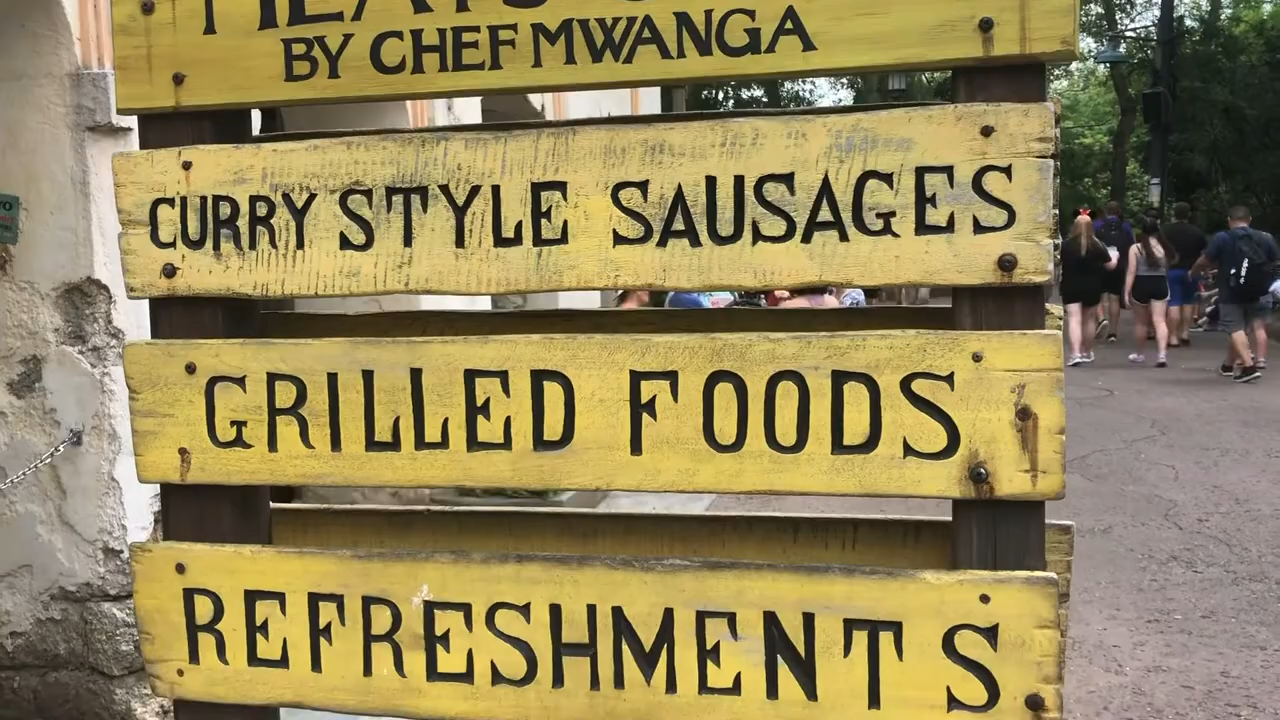 BY CHEF MWANGA
CURRY STYLE SAUSAGES
GRILLED FOODS
REFRESHMENTS